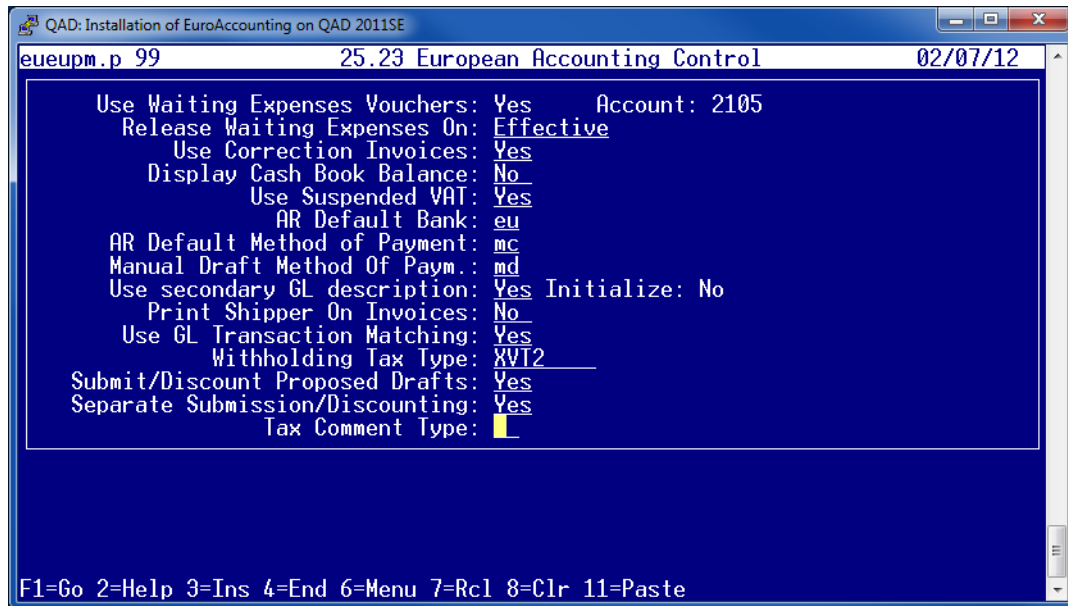 QAD: Installation of EuroAccounting on QAD 2011SE
eueupm.p 99 25.23 European Accounting Control 02/07/12
Use Waiting Expenses Vouchers: Yes Account: 2105
Release Waiting Expenses On: Effective
Use Correction Invoices: Yes
Display Cash Book Balance: No
Use Suspended VAT: Yes
AR Default Bank: eu
AR Default Method of Payment: mc
Manual Draft Method Of Paym.: md
Use secondary GL description: Yes Initialize: No
Print Shipper On Invoices: No
Use GL Transaction Matching: Yes
Withholding Tax Type: XVT2
Submit/Discount Proposed Drafts: Yes
Separate Submission/Discounting: Yes
Tax Comment Type:
F1=Go 2=Help 3=Ins 4=End 6=Menu 7=Rcl 8=Clr 11=Paste